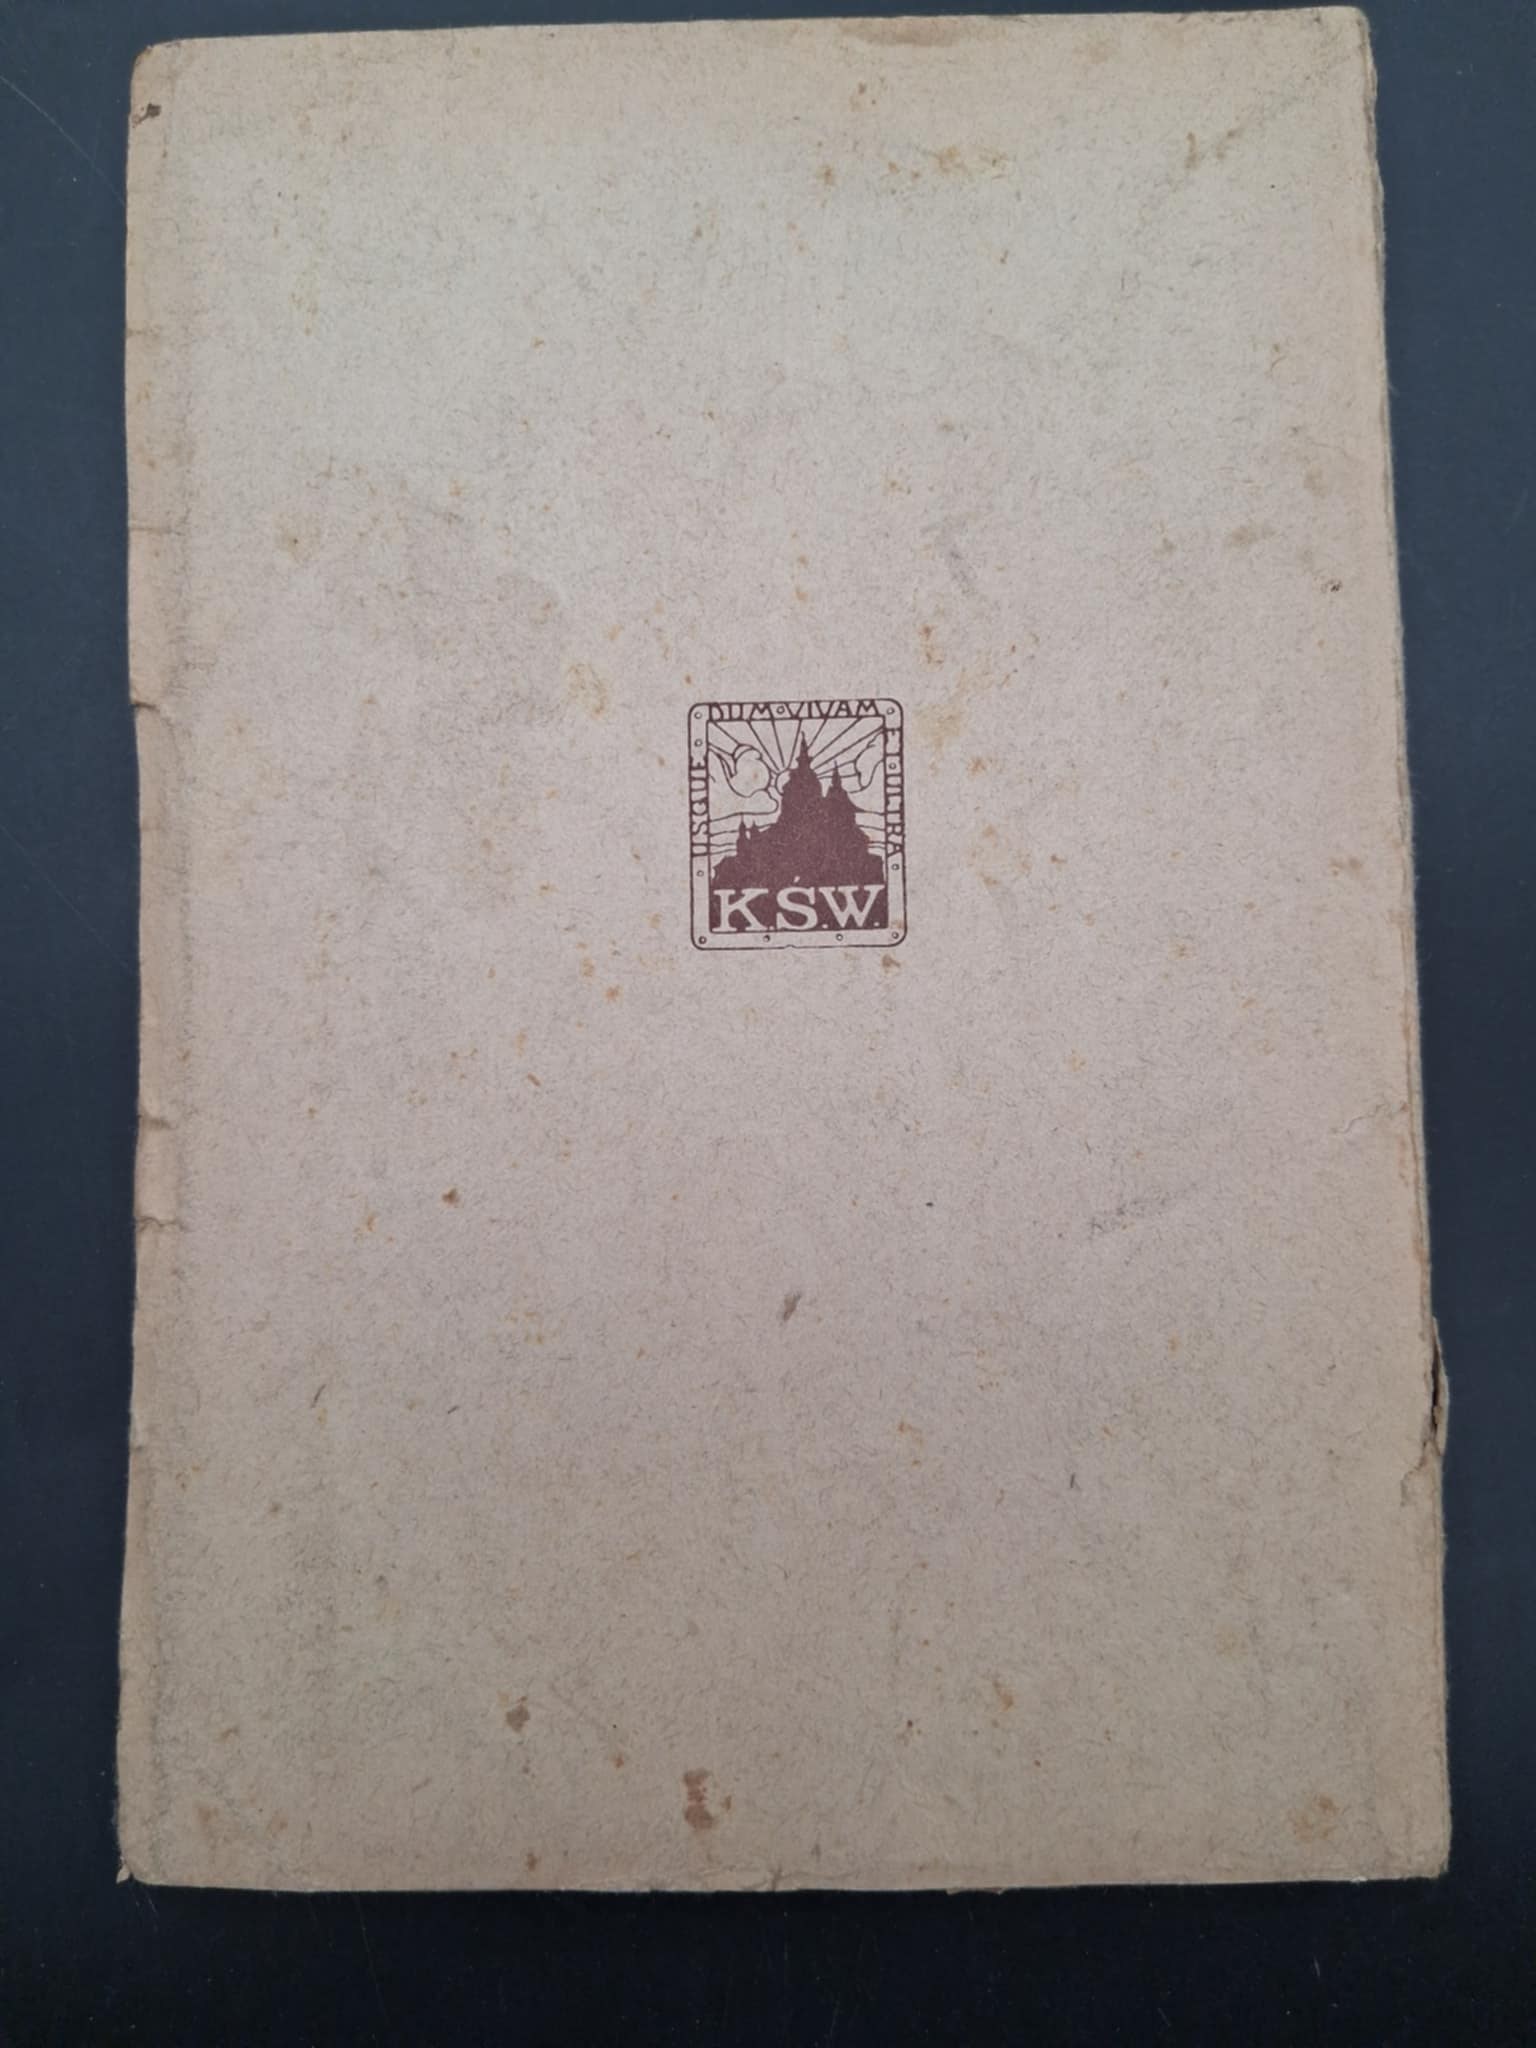 USQUE
DUM VIVAM
ET ULTRA
K.Ś.W.